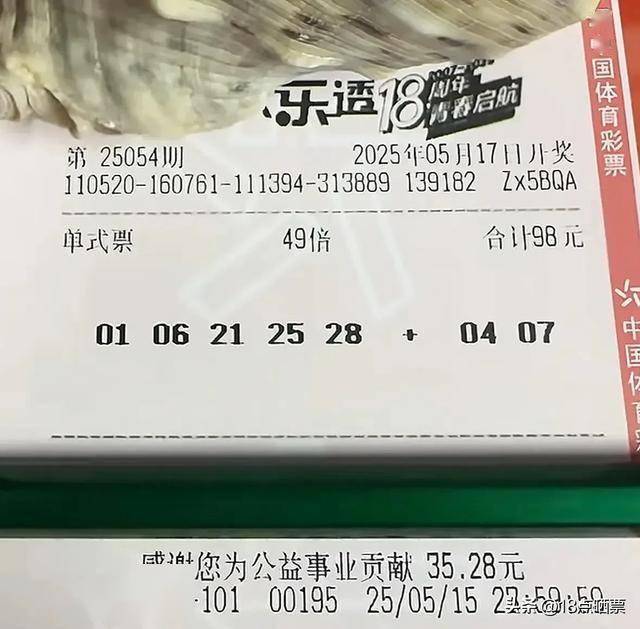 乐透18周年 青春启航
国体育彩票
第 25054期 2025年05月17日开奖
110520-160761-111394-313889 139182 Zx5BQA
单式票 49倍 合计98元
01 06 21 25 28 + 04 07
中国体育彩
感谢您为公益事业贡献 35.28元
-101 00195 25/05/15
头条@18点晒票